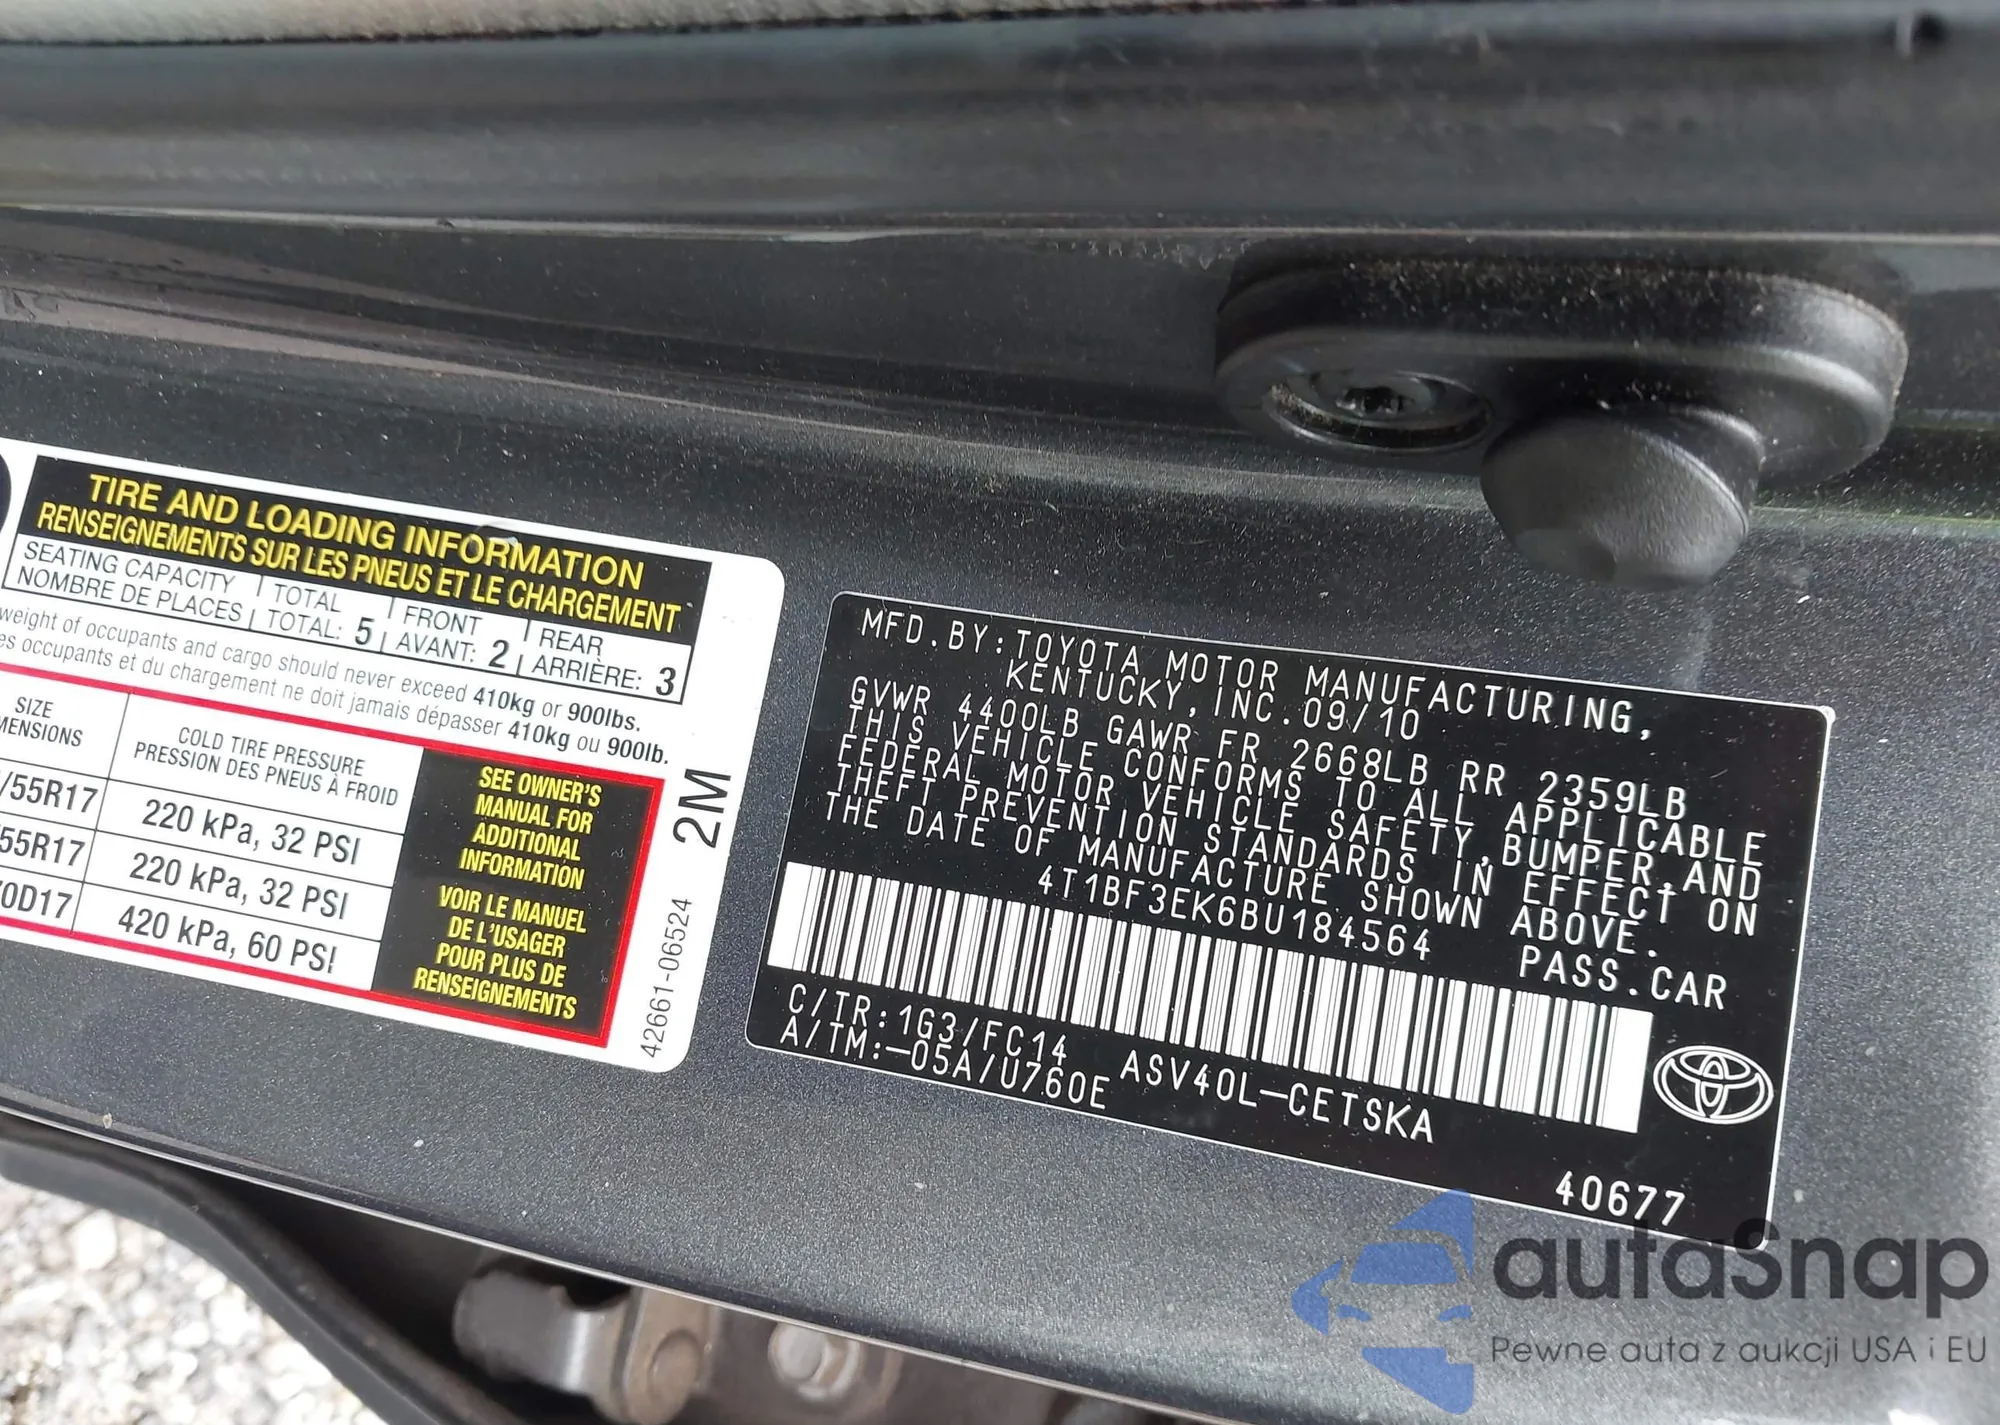 TIRE AND LOADING INFORMATION
RENSEIGNEMENTS SUR LES PNEUS ET LE CHARGEMENT
SEATING CAPACITY TOTAL FRONT REAR
NOMBRE DE PLACES TOTAL: 5 AVANT: 2 ARRIÈRE: 3
weight of occupants and cargo should never exceed 410kg or 900lbs.
occupants et du chargement ne doit jamais dépasser 410kg ou 900lb.
SIZE
COLD TIRE PRESSURE
PRESSION DES PNEUS À FROID
/55R17 220 kPa, 32 PSI
55R17 220 kPa, 32 PSI
0D17 420 kPa, 60 PSI
SEE OWNER'S
MANUAL FOR
ADDITIONAL
INFORMATION
VOIR LE MANUEL
DE L'USAGER
POUR PLUS DE
RENSEIGNEMENTS
2M
42661-06524
MFD.BY:TOYOTA MOTOR MANUFACTURING,
KENTUCKY,INC.09/10
GVWR 4400LB GAWR FR 2668LB RR 2359LB
THIS VEHICLE CONFORMS TO ALL APPLICABLE
FEDERAL MOTOR VEHICLE SAFETY,BUMPER,AND
THEFT PREVENTION STANDARDS IN EFFECT ON
THE DATE OF MANUFACTURE SHOWN ABOVE.
4T1BF3EK6BU184564 PASS.CAR
C/TR:1G3/FC14 ASV40L-CETSKA
A/TM:-05A/U760E
40677
autaSnap
Pewne auta z aukcji USA i EU